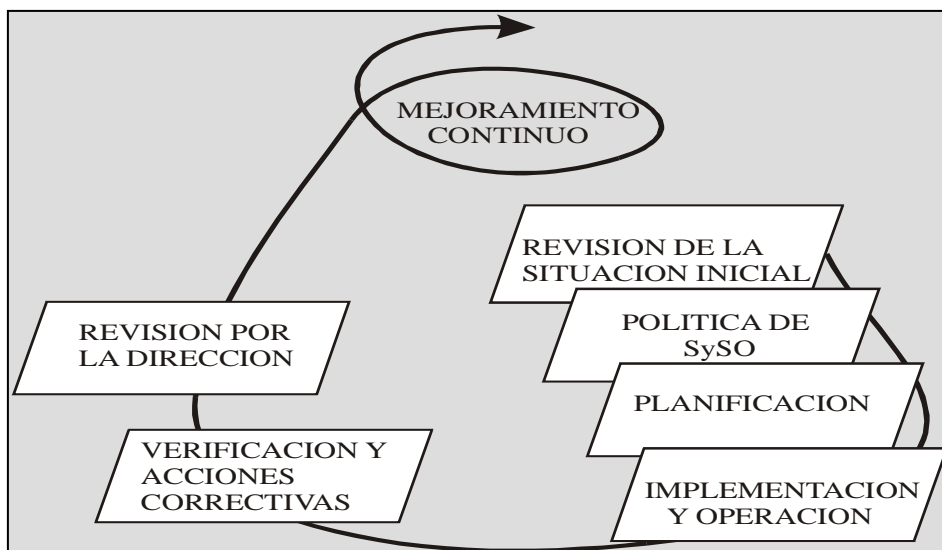 MEJORAMIENTO
CONTINUO
REVISION DE LA
SITUACION INICIAL
POLITICA DE
SySO
PLANIFICACION
IMPLEMENTACION
Y OPERACION
VERIFICACION Y
ACCIONES
CORRECTIVAS
REVISION POR
LA DIRECCION